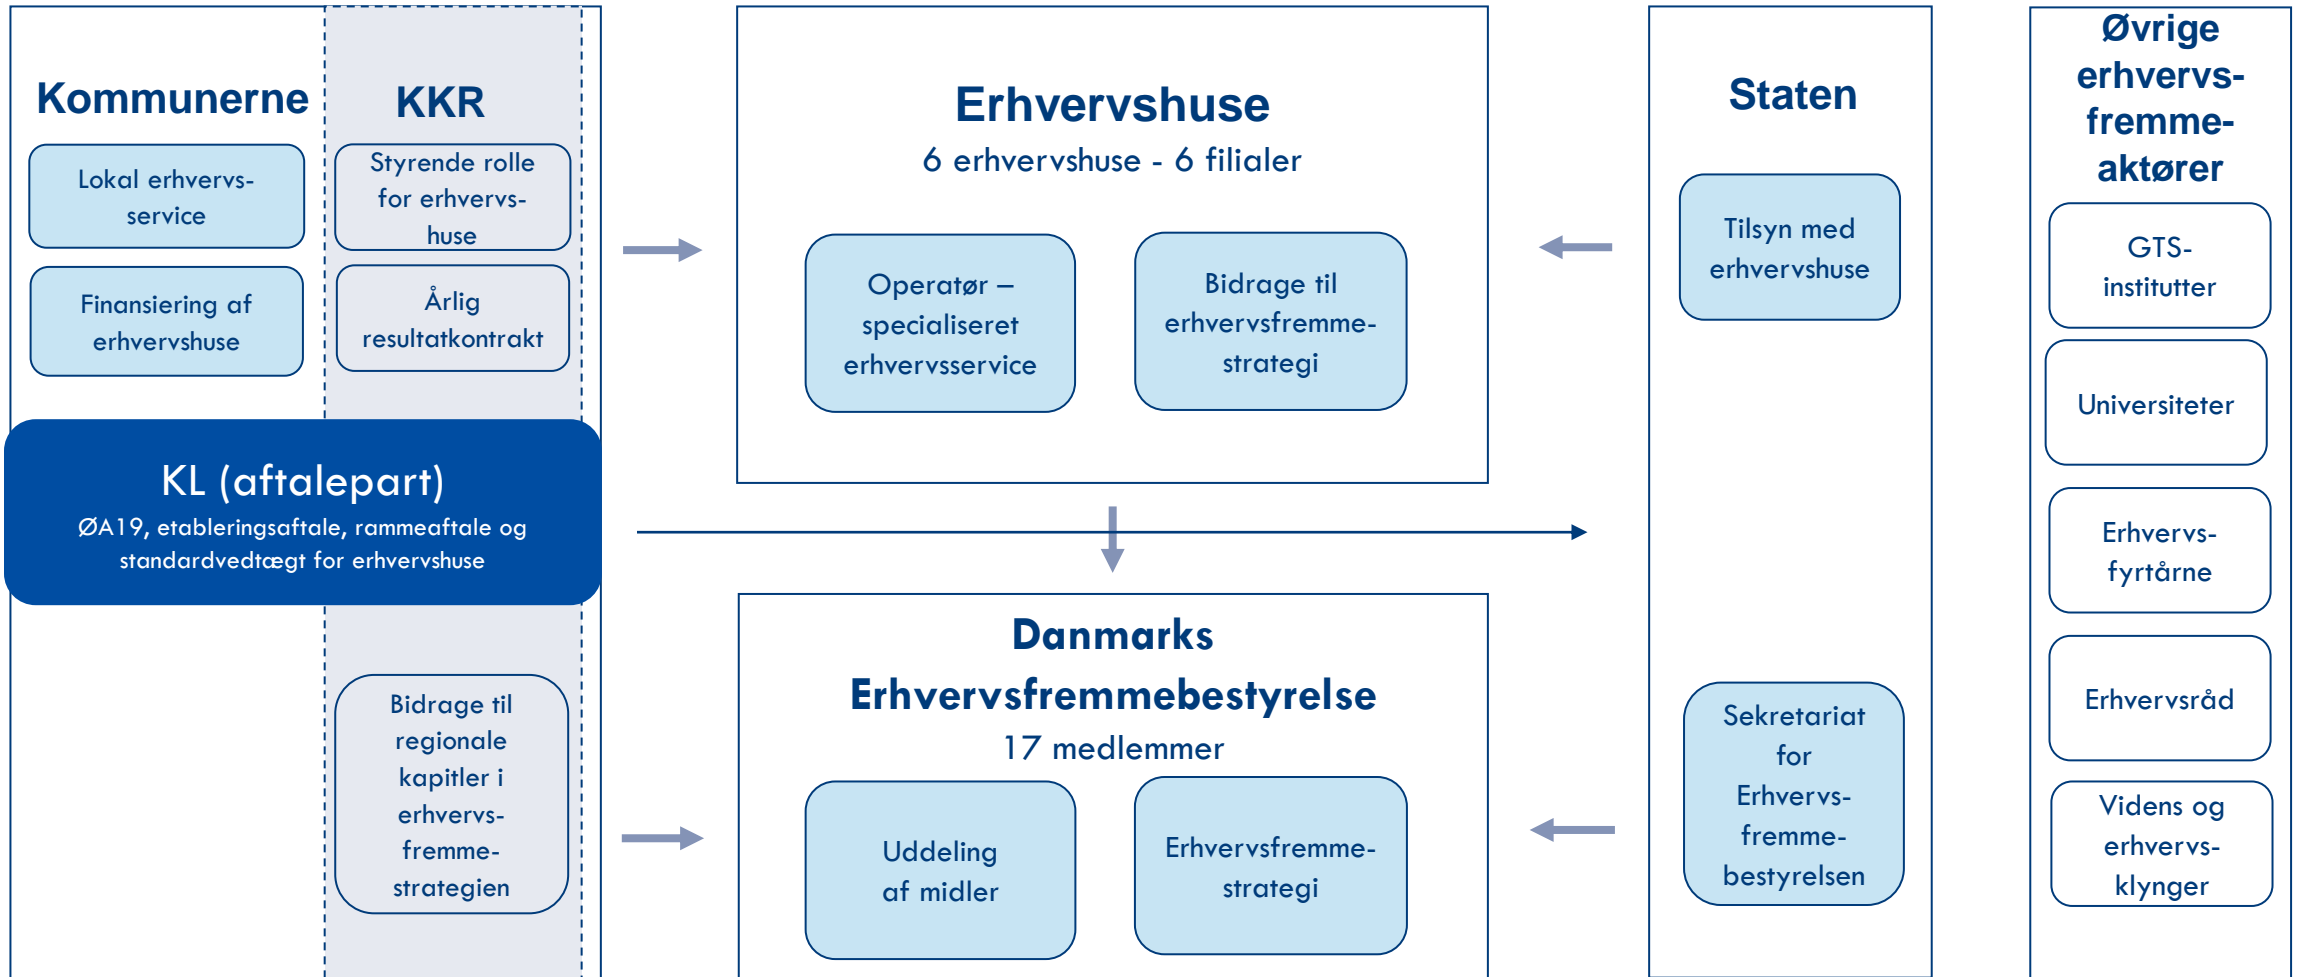 Kommunerne
Lokal erhvervs-
service
Finansiering af
erhvervshuse
KKR
Styrende rolle
for erhvervs-
huse
Årlig
resultatkontrakt
KL (aftalepart)
ØA19, etableringsaftale, rammeaftale og
standardvedtægt for erhvervshuse
Bidrage til
regionale
kapitler i
erhvervs-
fremme-
strategien
Erhvervshuse
6 erhvervshuse - 6 filialer
Operatør –
specialiseret
erhvervsservice
Bidrage til
erhvervsfremme-
strategi
Danmarks
Erhvervsfremmebestyrelse
17 medlemmer
Uddeling
af midler
Erhvervsfremme-
strategi
Staten
Tilsyn med
erhvervshuse
Sekretariat
for
Erhvervs-
fremme-
bestyrelsen
Øvrige
erhvervs-
fremme-
aktører
GTS-
institutter
Universiteter
Erhvervs-
fyrtårne
Erhvervsråd
Videns og
erhvervs-
klynger